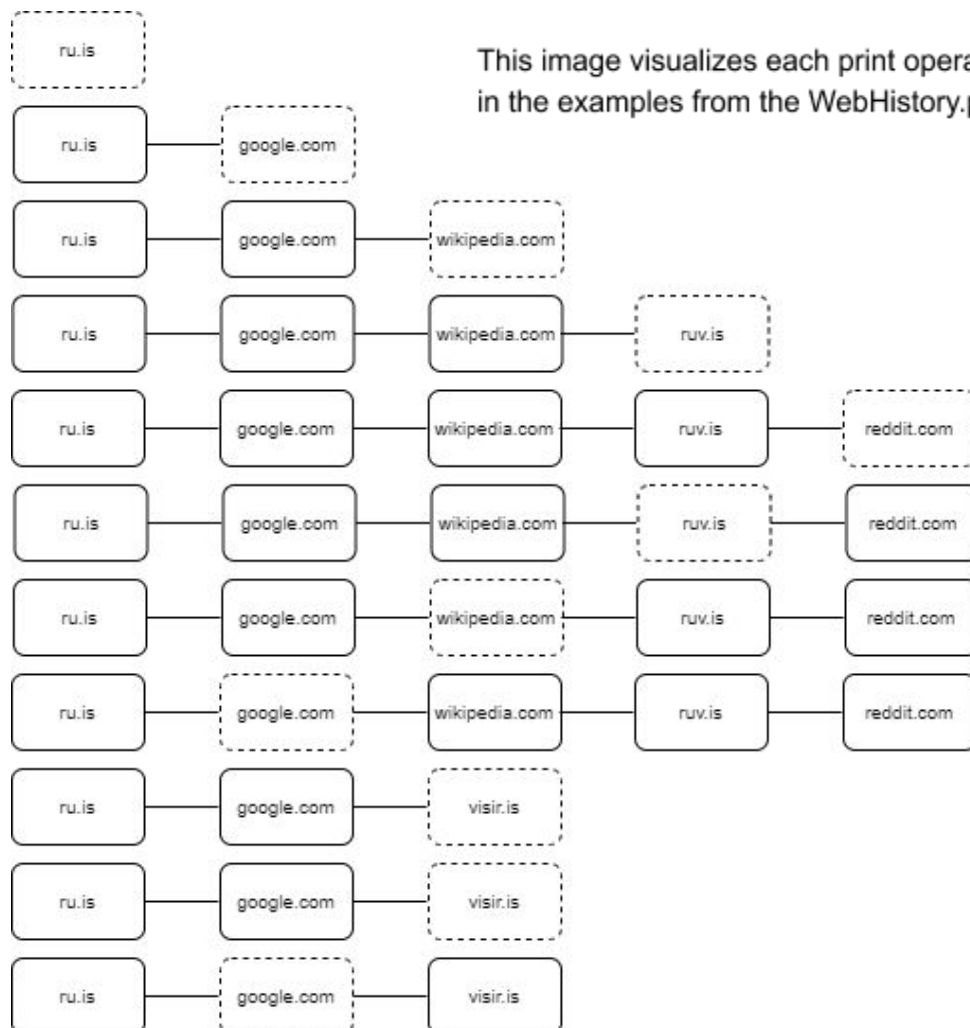 ru.is
This image visualizes each print opera
in the examples from the WebHistory.p
ru.is google.com
ru.is google.com wikipedia.com
ru.is google.com wikipedia.com ruv.is
ru.is google.com wikipedia.com ruv.is reddit.com
ru.is google.com wikipedia.com ruv.is reddit.com
ru.is google.com wikipedia.com ruv.is reddit.com
ru.is google.com wikipedia.com ruv.is reddit.com
ru.is google.com visir.is
ru.is google.com visir.is
ru.is google.com visir.is